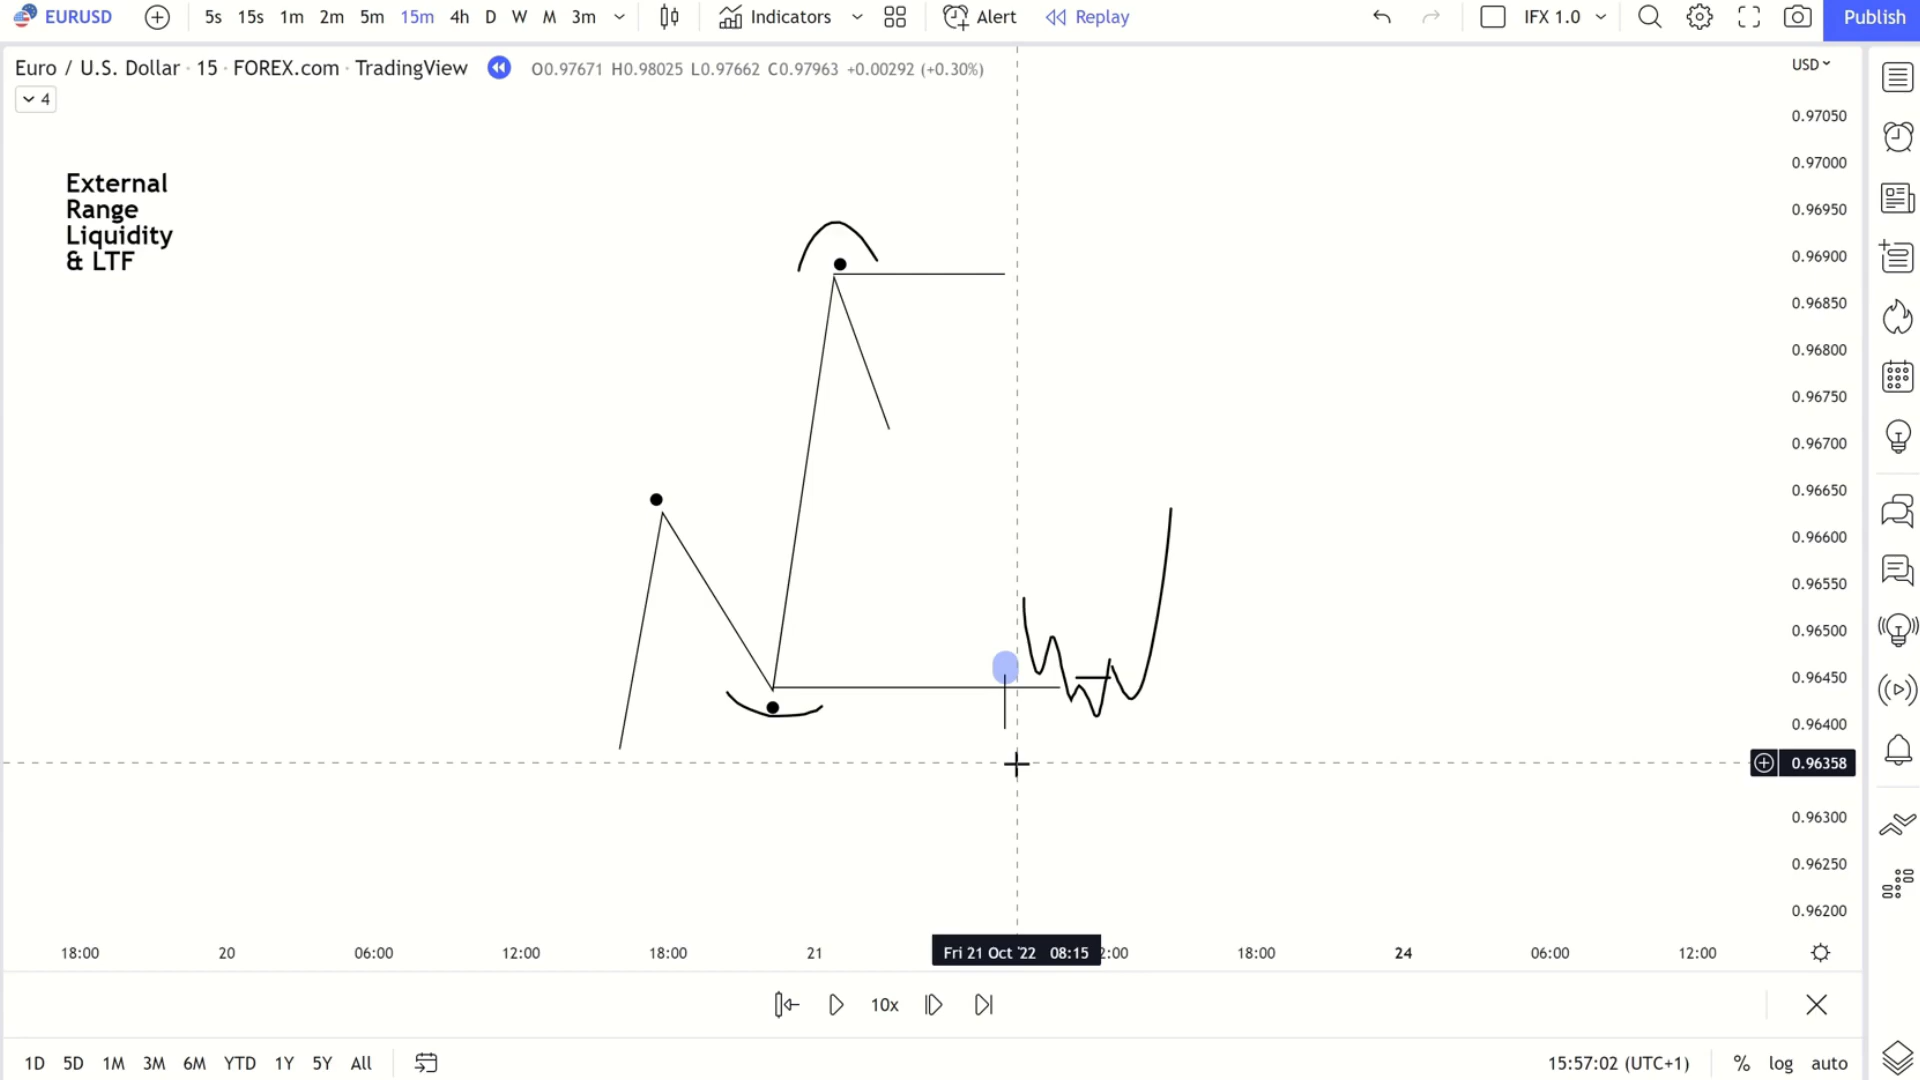 EURUSD 5s 15s 1m 2m 5m 15m 4h D W M 3m Indicators Alert Replay IFX 1.0 Publish
Euro / U.S. Dollar · 15 · FOREX.com · TradingView O0.97671 H0.98025 L0.97662 C0.97963 +0.00292 (+0.30%) USD
4
0.97050
0.97000
External
Range
Liquidity
& LTF
0.96950
0.96900
0.96850
0.96800
0.96750
0.96700
0.96650
0.96600
0.96550
0.96500
0.96450
0.96400
0.96358
0.96300
0.96250
0.96200
18:00 20 06:00 12:00 18:00 21 Fri 21 Oct '22 08:15 2:00 18:00 24 06:00 12:00
10x
1D 5D 1M 3M 6M YTD 1Y 5Y All 15:57:02 (UTC+1) % log auto